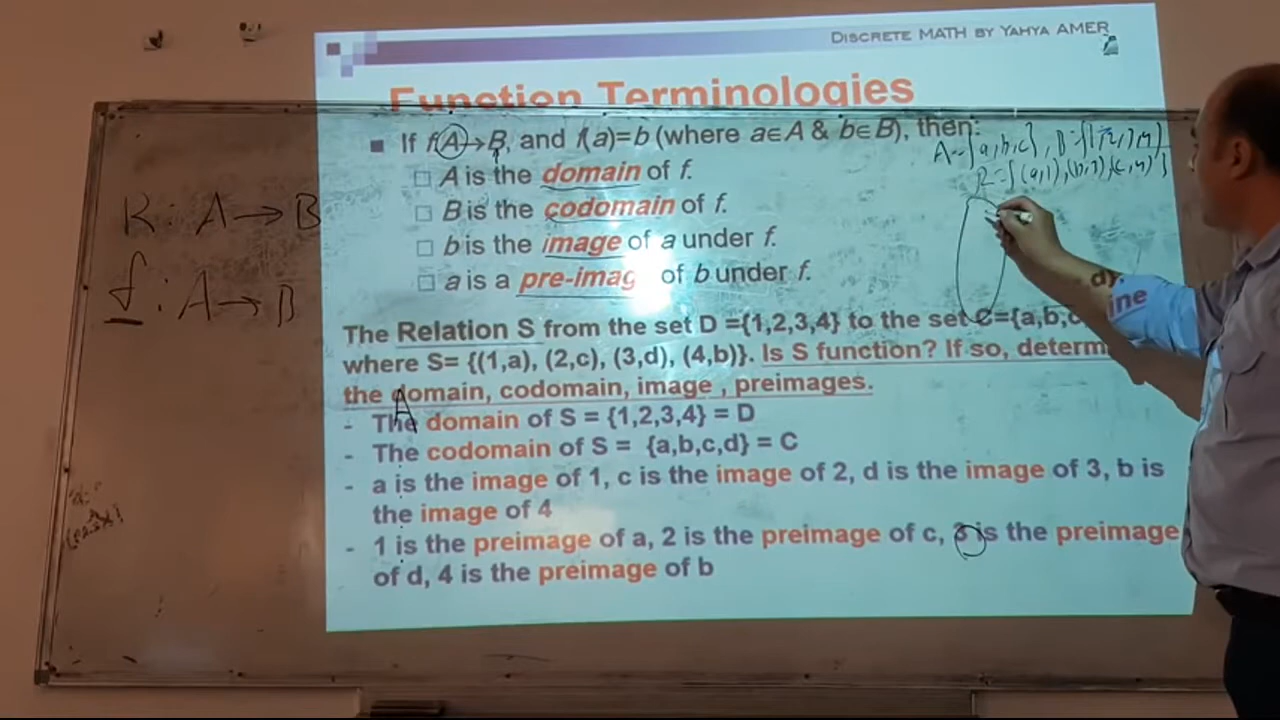 DISCRETE MATH BY YAHYA AMER
Function Terminologies
■ If f(A→B, and f(a)=b (where a∈A & b∈B), then:
□ A is the domain of f.
□ B is the codomain of f.
□ b is the image of a under f.
□ a is a pre-imag of b under f.
R: A → B
f: A → B
A={a,b,c}, B={1,
R={(a,1),(b,
The Relation S from the set D ={1,2,3,4} to the set C={a,b,c d}.
where S= {(1,a), (2,c), (3,d), (4,b)}. Is S function? If so, determ ine
the domain, codomain, image , preimages.
A
- The domain of S = {1,2,3,4} = D
- The codomain of S = {a,b,c,d} = C
- a is the image of 1, c is the image of 2, d is the image of 3, b is
the image of 4
- 1 is the preimage of a, 2 is the preimage of c, 3 is the preimage
of d, 4 is the preimage of b